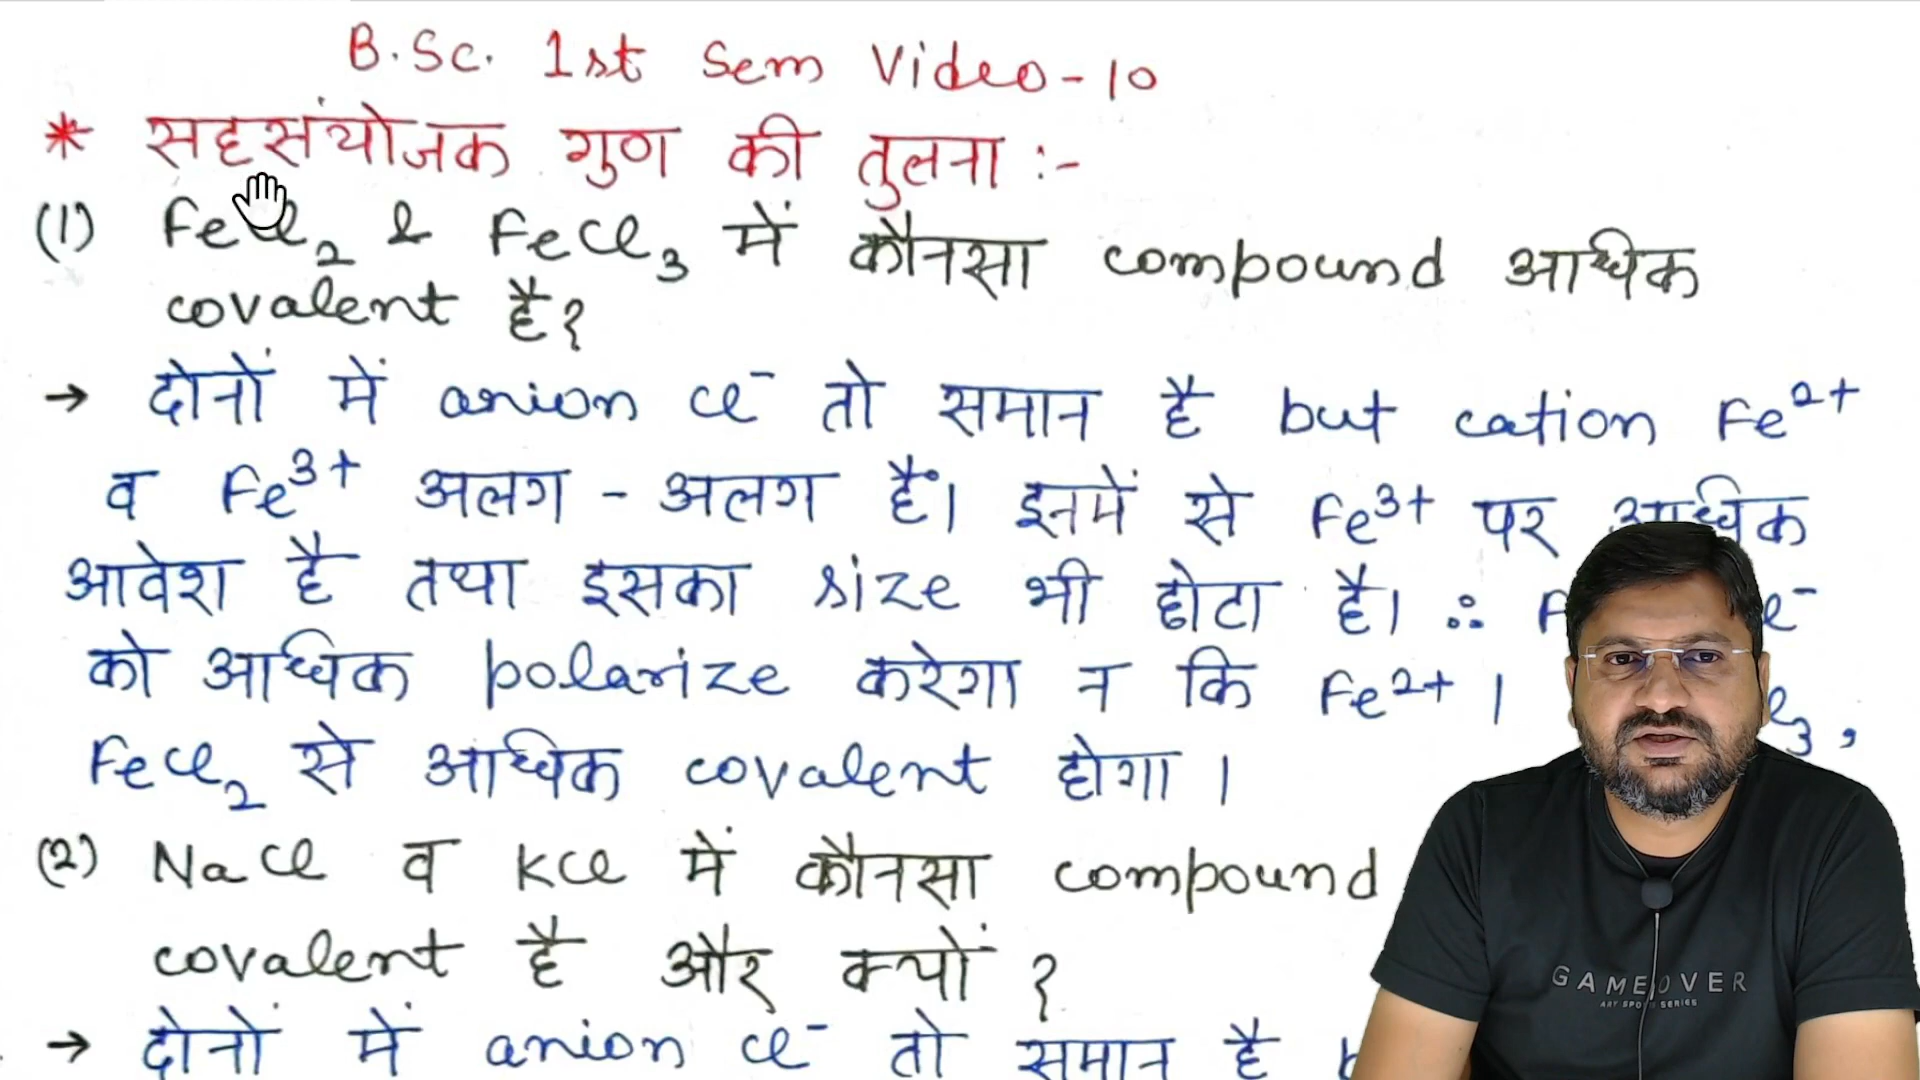 B.Sc. 1st Sem Video-10
* सहसंयोजक गुण की तुलना :-
(1) FeCl₂ & FeCl₃ में कौनसा compound अधिक
covalent है?
→ दोनों में anion Cl⁻ तो समान है but cation Fe²⁺
व Fe³⁺ अलग - अलग हैं। इनमें से Fe³⁺ पर अधिक
आवेश है तथा इसका size भी छोटा है। ∴
को अधिक polarize करेगा न कि Fe²⁺ ।
FeCl₂ से अधिक covalent होगा ।
(2) NaCl व KCl में कौनसा compound
covalent है और क्यों ?
→ दोनों में anion Cl⁻ तो समान है
GAMEOVER